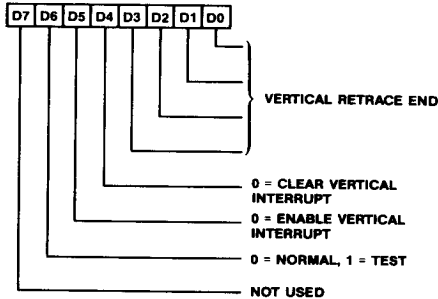 D7 D6 D5 D4 D3 D2 D1 D0
VERTICAL RETRACE END
0 = CLEAR VERTICAL
INTERRUPT
0 = ENABLE VERTICAL
INTERRUPT
0 = NORMAL, 1 = TEST
NOT USED